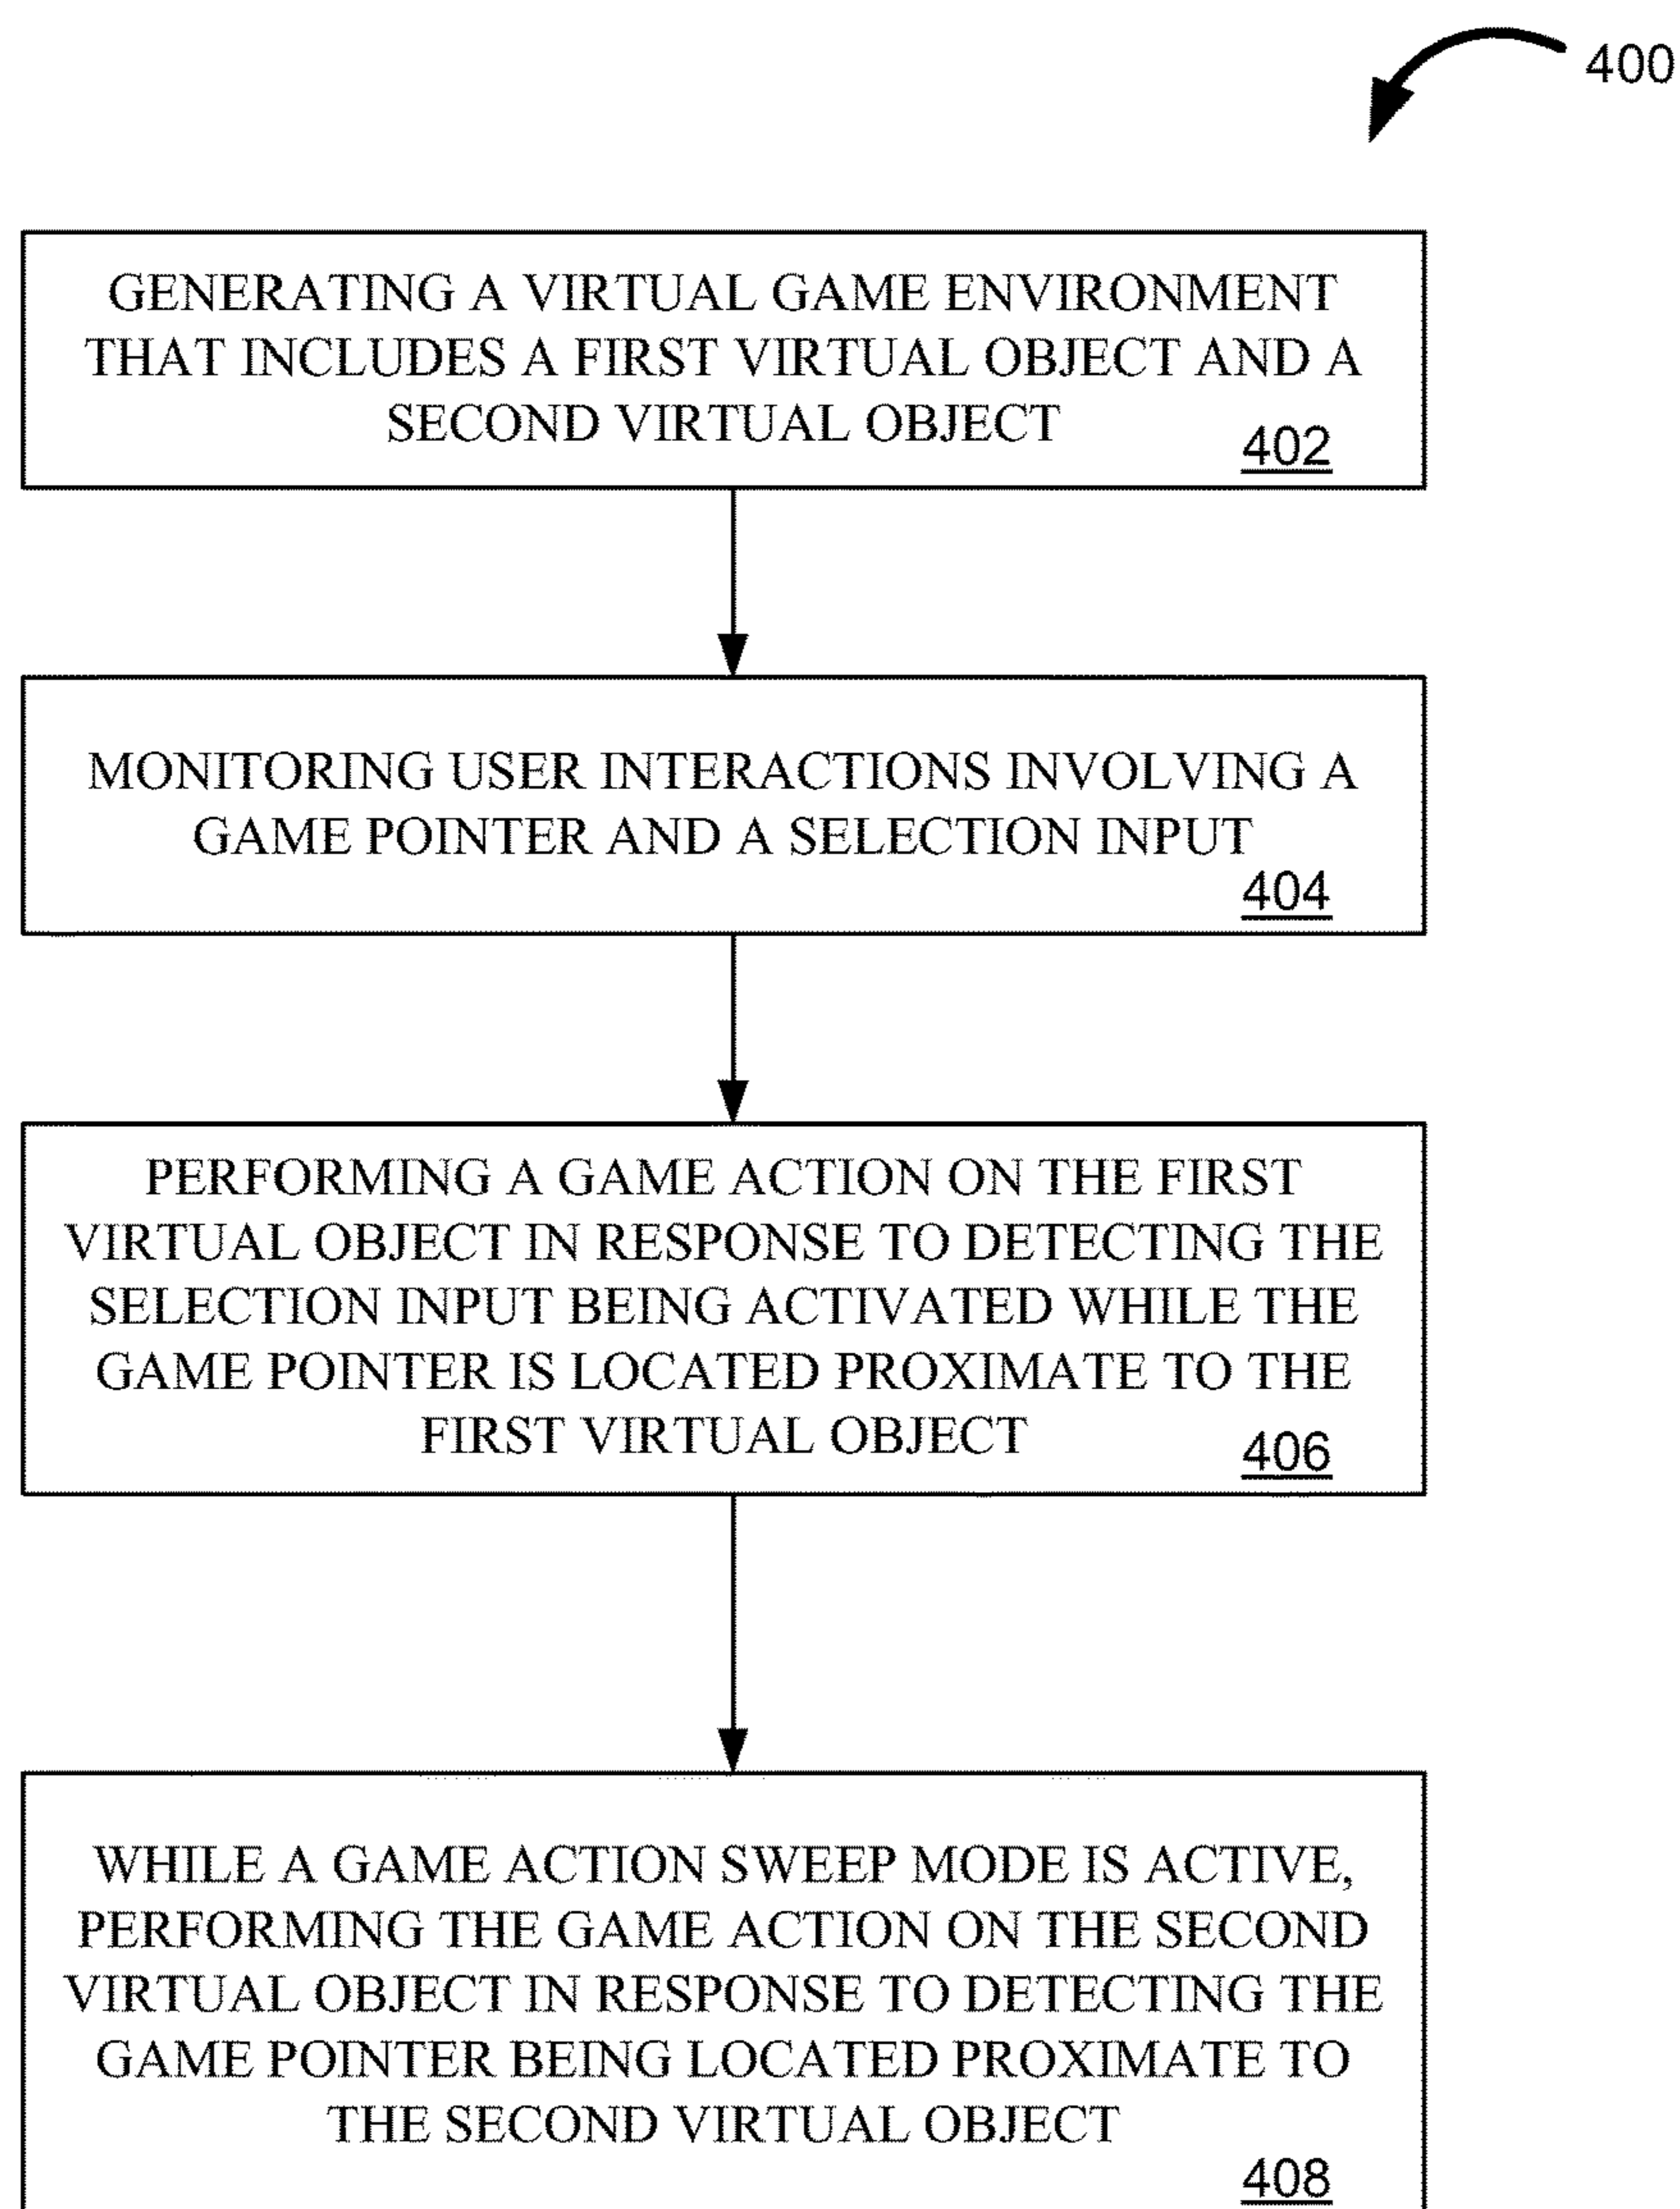 400
GENERATING A VIRTUAL GAME ENVIRONMENT
THAT INCLUDES A FIRST VIRTUAL OBJECT AND A
SECOND VIRTUAL OBJECT
402
MONITORING USER INTERACTIONS INVOLVING A
GAME POINTER AND A SELECTION INPUT
404
PERFORMING A GAME ACTION ON THE FIRST
VIRTUAL OBJECT IN RESPONSE TO DETECTING THE
SELECTION INPUT BEING ACTIVATED WHILE THE
GAME POINTER IS LOCATED PROXIMATE TO THE
FIRST VIRTUAL OBJECT
406
WHILE A GAME ACTION SWEEP MODE IS ACTIVE,
PERFORMING THE GAME ACTION ON THE SECOND
VIRTUAL OBJECT IN RESPONSE TO DETECTING THE
GAME POINTER BEING LOCATED PROXIMATE TO
THE SECOND VIRTUAL OBJECT
408